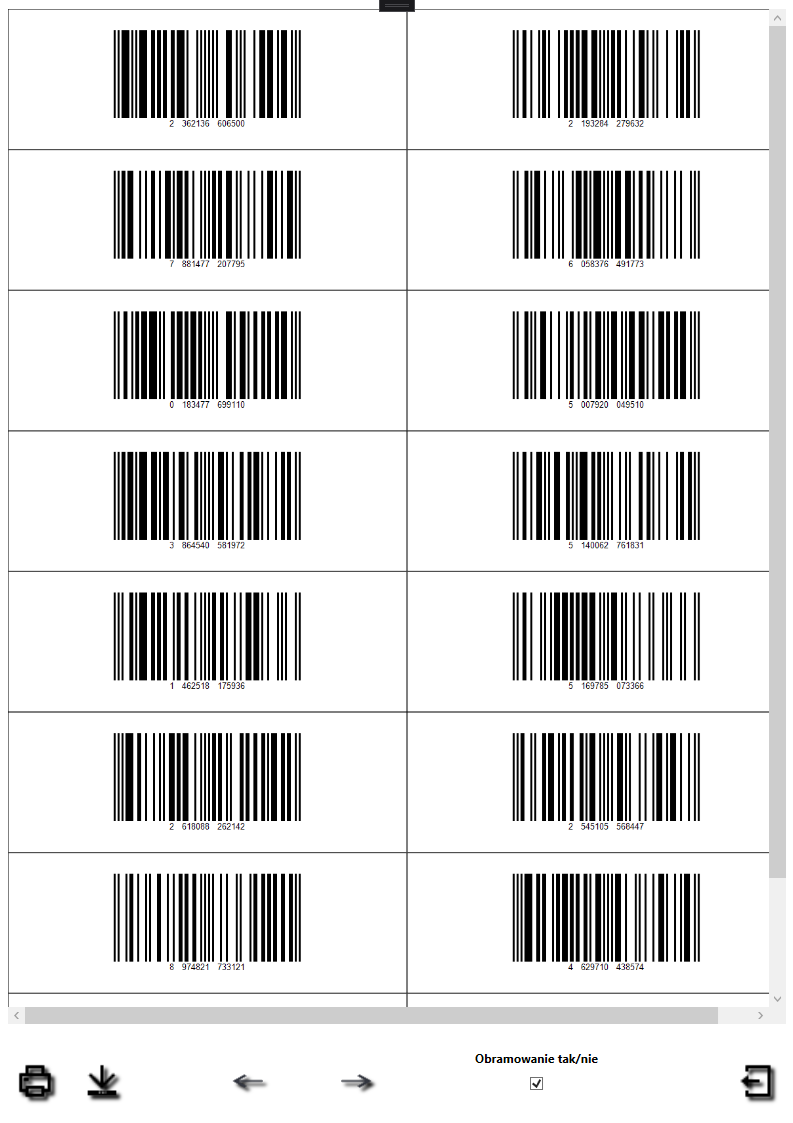 2 362136 606500
2 193284 279632
7 881477 207795
6 058376 491773
0 183477 699110
5 007920 049510
3 864540 581972
5 140062 761831
1 462518 175936
5 169785 073366
2 618088 262142
2 545105 568447
8 974821 733121
4 629710 438574
Obramowanie tak/nie